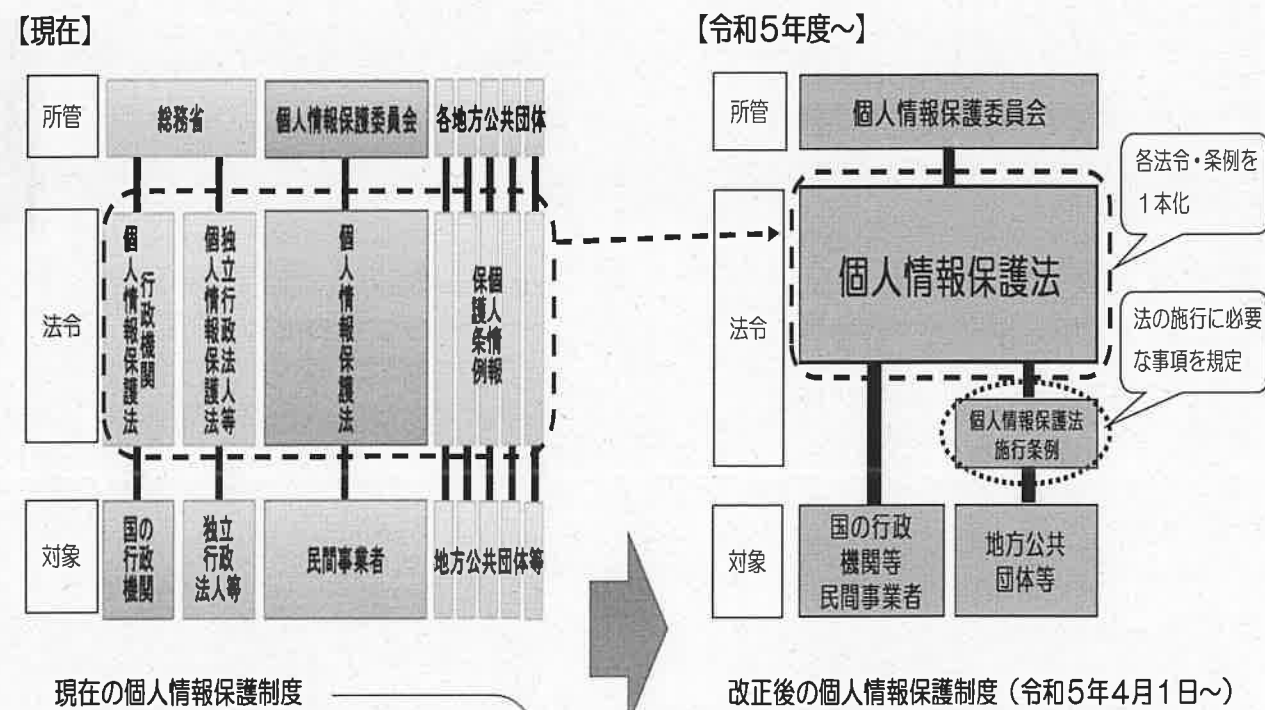 【現在】
所管
総務省
個人情報保護委員会
各地方公共団体
法令
行政機関
個人情報保護法
独立行政法人等
個人情報保護法
個人情報保護法
個人情報
保護条例
対象
国の
行政
機関
独立
行政
法人等
民間事業者
地方公共団体等
現在の個人情報保護制度
【令和5年度～】
所管
個人情報保護委員会
各法令・条例を
1本化
法令
個人情報保護法
法の施行に必要
な事項を規定
個人情報保護法
施行条例
対象
国の行政
機関等
民間事業者
地方公共
団体等
改正後の個人情報保護制度（令和5年4月1日～）